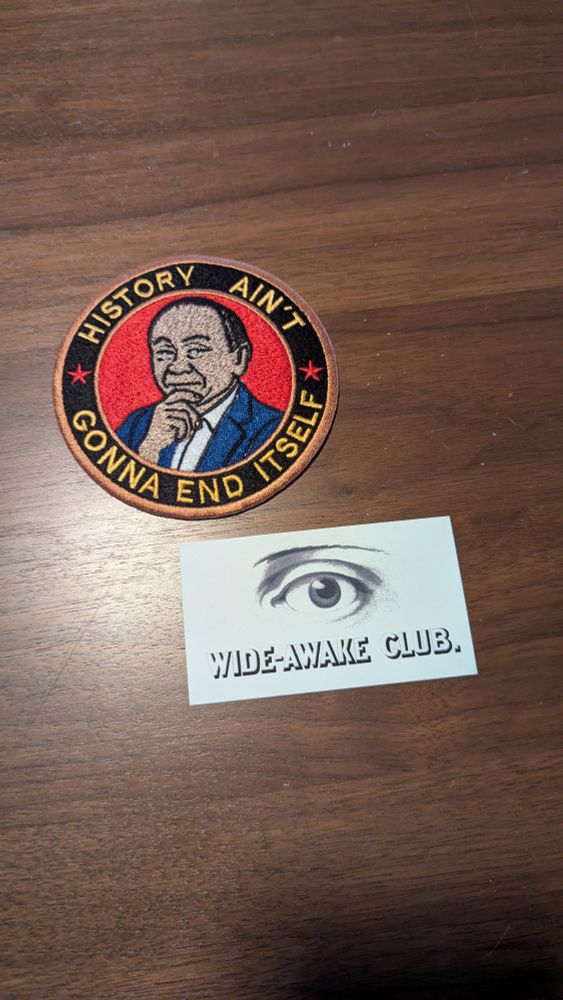 HISTORY AIN'T
GONNA END ITSELF
WIDE-AWAKE CLUB.